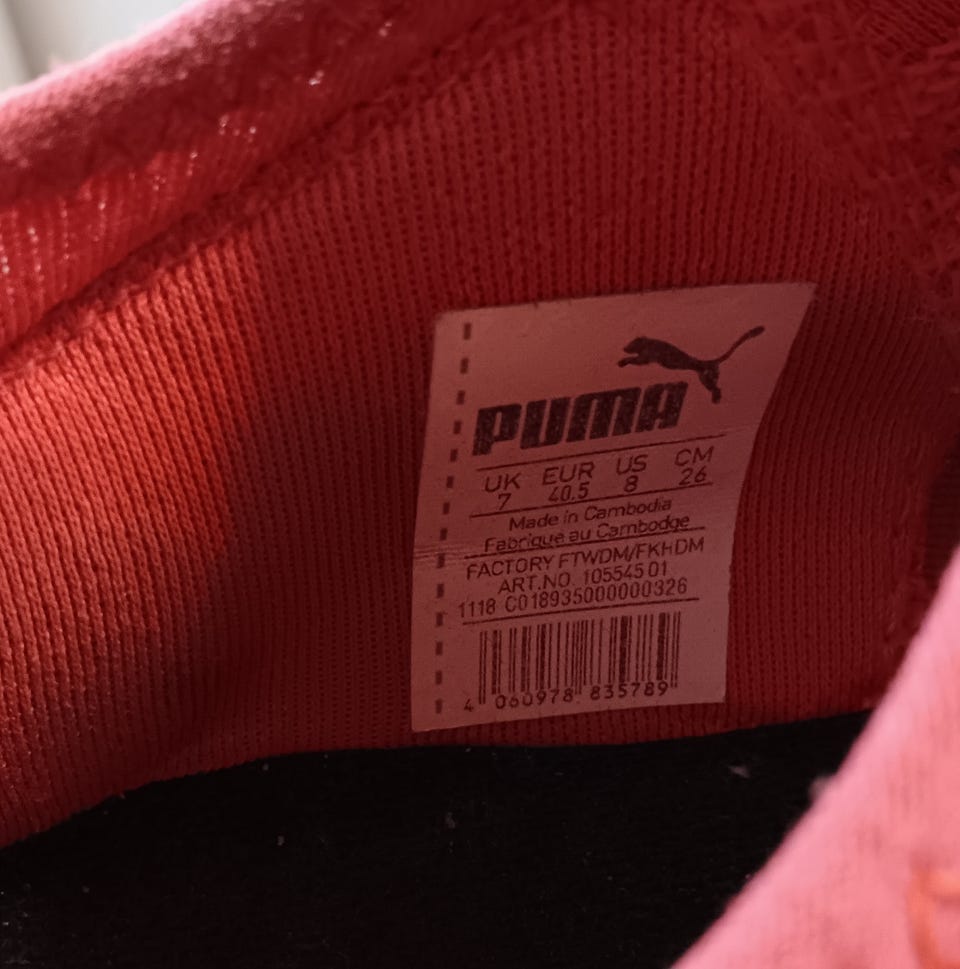 PUMA
UK EUR US CM
7 40.5 8 26
Made in Cambodia
Fabriqué au Cambodge
FACTORY FTWDM/FKHDM
ART.NO. 105545 01
1118 C018935000000326
4 060978 835789